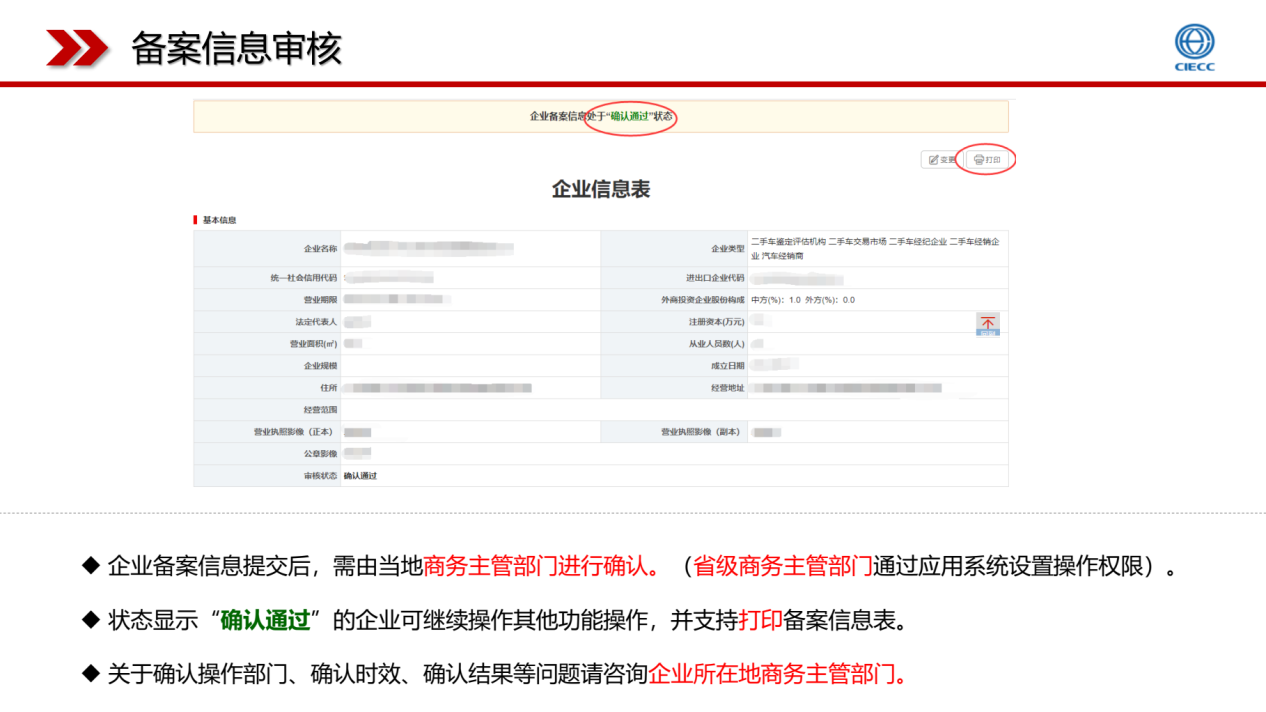 备案信息审核
CIECC
企业备案信息处于“确认通过”状态
变更 打印
企业信息表
基本信息
企业名称 企业类型 二手车鉴定评估机构 二手车交易市场 二手车经纪企业 二手车经销企
业 汽车经销商
统一社会信用代码 进出口企业代码
营业期限 外商投资企业股份构成 中方(%)：1.0 外方(%)：0.0
法定代表人 注册资本(万元)
营业面积(㎡) 从业人员数(人)
企业规模 成立日期
住所 经营地址
经营范围
营业执照影像（正本） 营业执照影像（副本）
公章影像
审核状态 确认通过
◆ 企业备案信息提交后，需由当地商务主管部门进行确认。（省级商务主管部门通过应用系统设置操作权限）。
◆ 状态显示“确认通过”的企业可继续操作其他功能操作，并支持打印备案信息表。
◆ 关于确认操作部门、确认时效、确认结果等问题请咨询企业所在地商务主管部门。